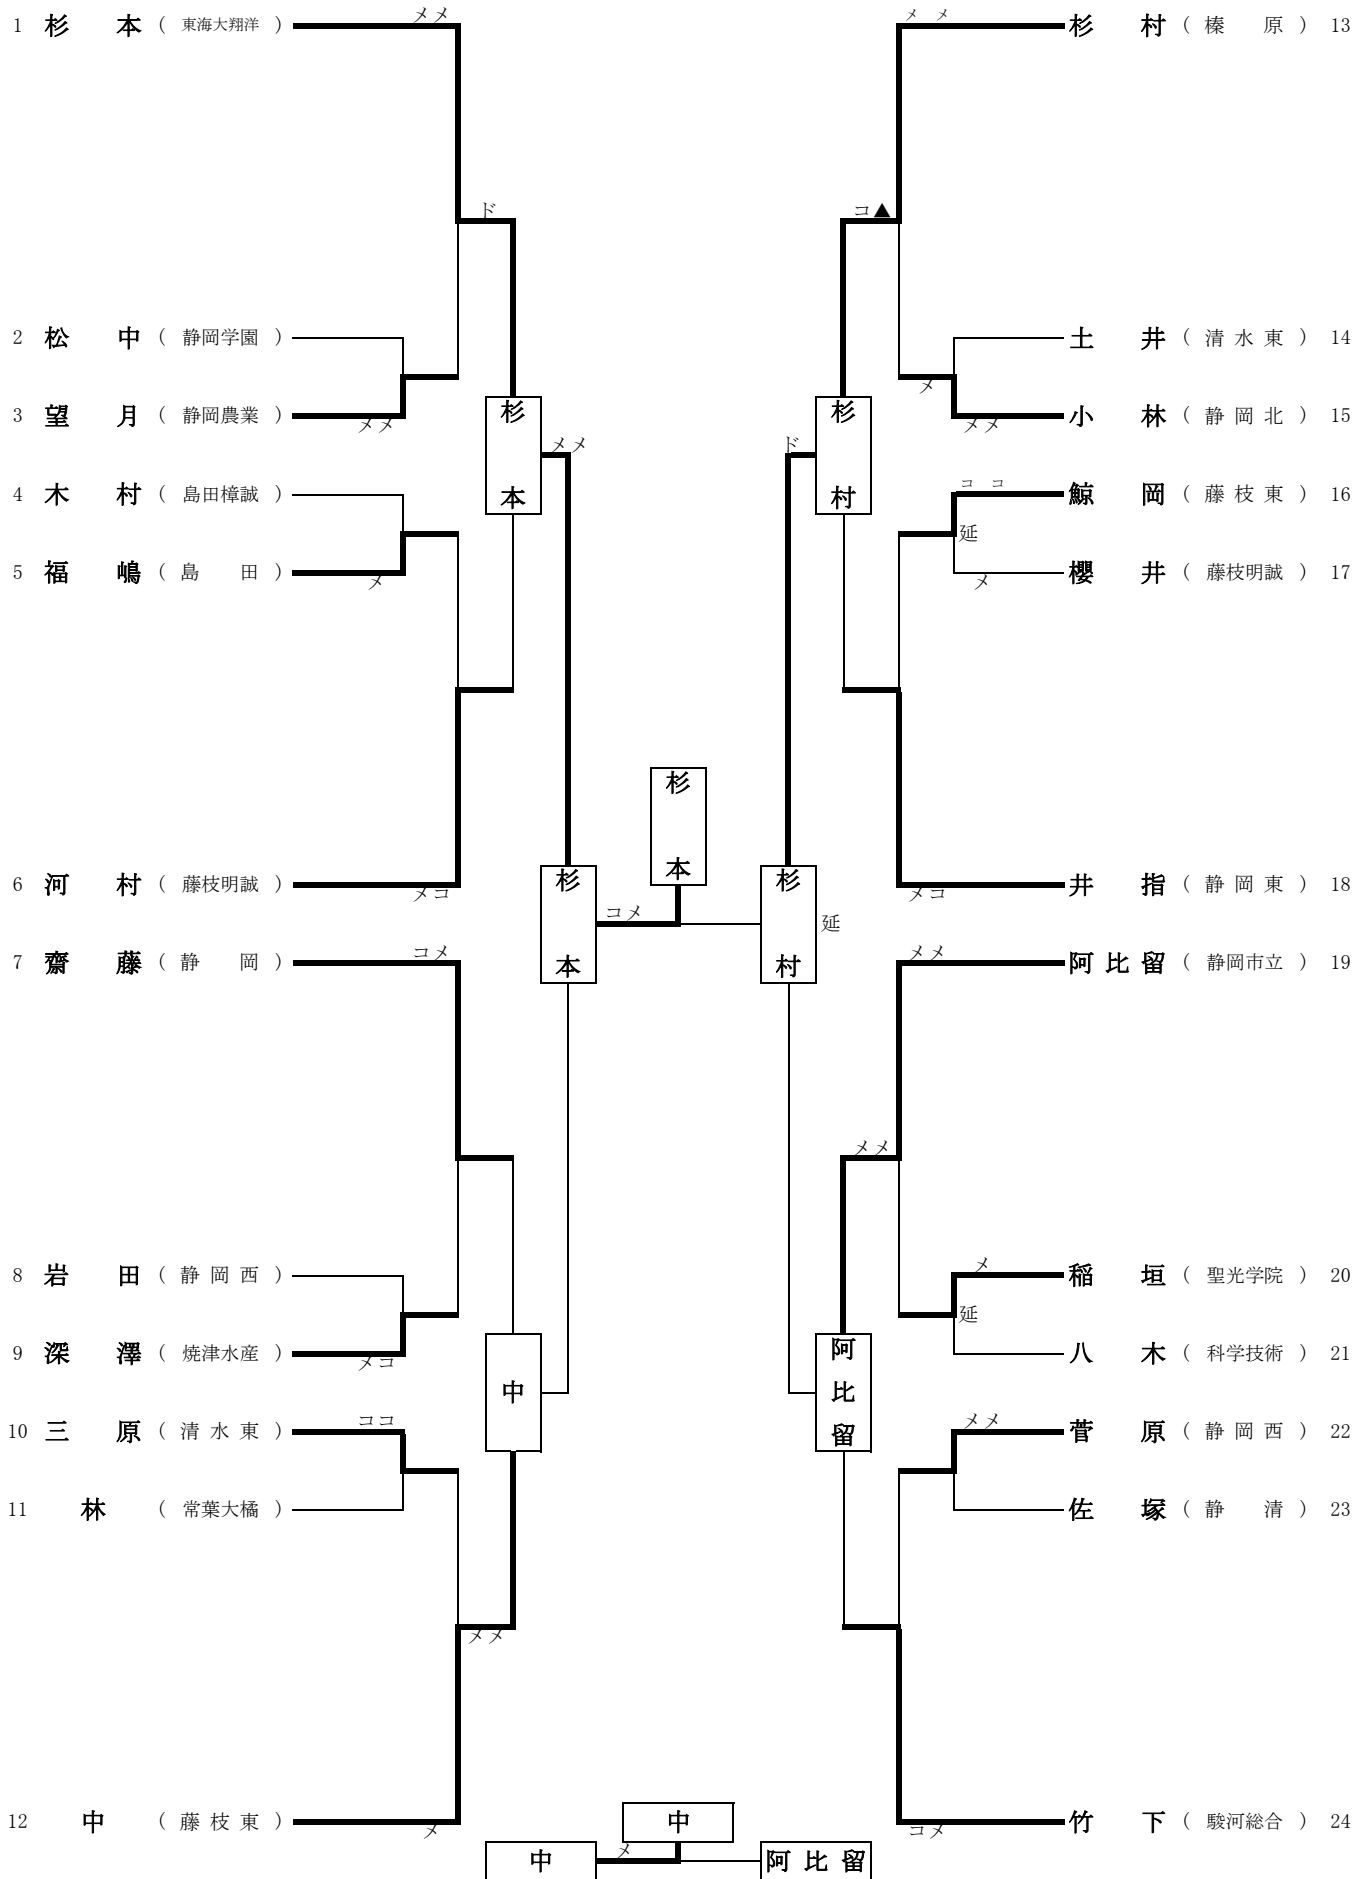 メメ
1 杉本 （ 東海大翔洋 ）
ド
2 松中 （ 静岡学園 ）
3 望月 （ 静岡農業 ）
メメ
杉本
メメ
4 木村 （ 島田樟誠 ）
5 福嶋 （ 島田 ）
メ
6 河村 （ 藤枝明誠 ）
メコ
杉本
コメ
7 齋藤 （ 静岡 ）
コメ
8 岩田 （ 静岡西 ）
9 深澤 （ 焼津水産 ）
メコ
中
10 三原 （ 清水東 ）
ココ
11 林 （ 常葉大橘 ）
メメ
12 中 （ 藤枝東 ）
メ
杉本
メメ
杉村 （ 榛原 ） 13
コ▲
土井 （ 清水東 ） 14
メ
小林 （ 静岡北 ） 15
メメ
杉村
ド
ココ
鯨岡 （ 藤枝東 ） 16
延
櫻井 （ 藤枝明誠 ） 17
メ
井指 （ 静岡東 ） 18
メコ
杉村
延
メメ
阿比留 （ 静岡市立 ） 19
メメ
メ
稲垣 （ 聖光学院 ） 20
延
八木 （ 科学技術 ） 21
阿比留
メメ
菅原 （ 静岡西 ） 22
佐塚 （ 静清 ） 23
竹下 （ 駿河総合 ） 24
コメ
中
中
メ
阿比留